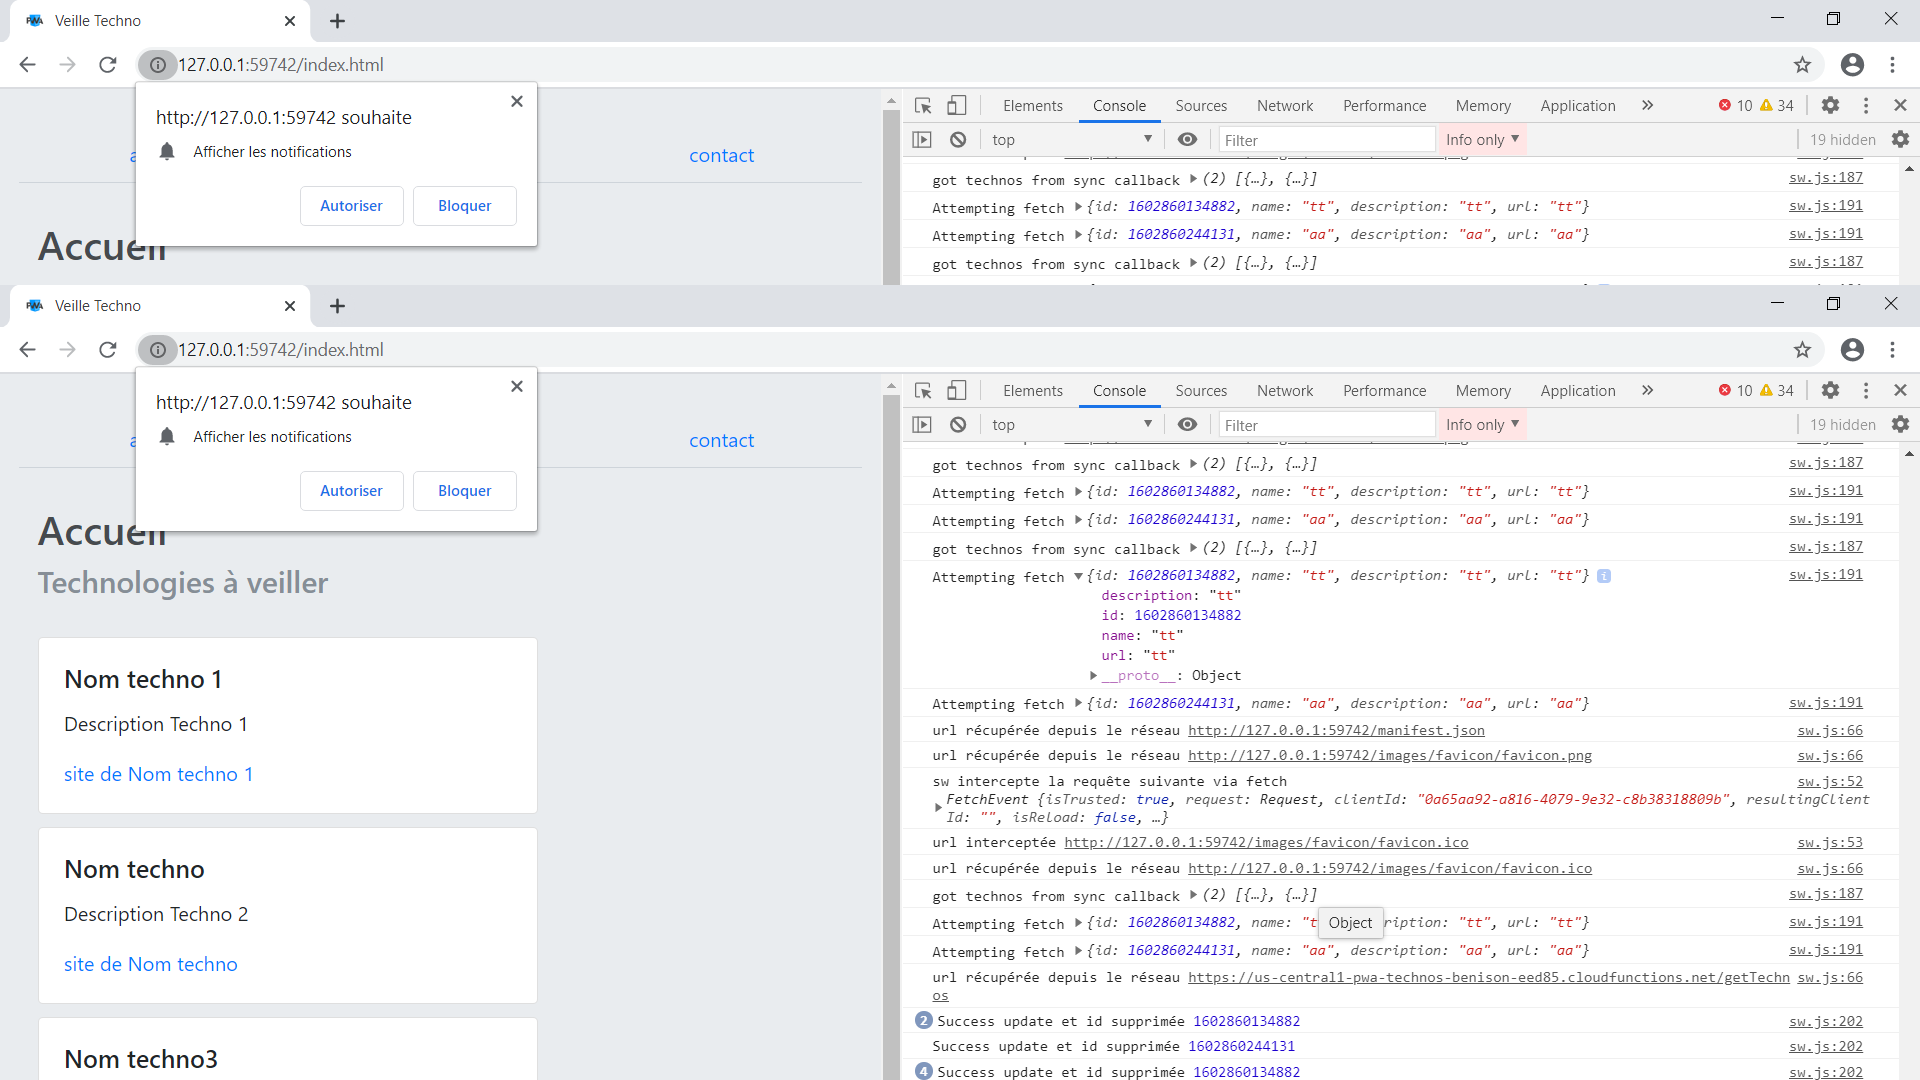 Veille Techno
127.0.0.1:59742/index.html
http://127.0.0.1:59742 souhaite
Afficher les notifications
Autoriser Bloquer
contact
Accueil
Elements Console Sources Network Performance Memory Application 10 34
top Filter Info only 19 hidden
got technos from sync callback (2) [{…}, {…}] sw.js:187
Attempting fetch {id: 1602860134882, name: "tt", description: "tt", url: "tt"} sw.js:191
Attempting fetch {id: 1602860244131, name: "aa", description: "aa", url: "aa"} sw.js:191
got technos from sync callback (2) [{…}, {…}] sw.js:187
Veille Techno
127.0.0.1:59742/index.html
http://127.0.0.1:59742 souhaite
Afficher les notifications
Autoriser Bloquer
contact
Accueil
Technologies à veiller
Nom techno 1
Description Techno 1
site de Nom techno 1
Nom techno
Description Techno 2
site de Nom techno
Nom techno3
Elements Console Sources Network Performance Memory Application 10 34
top Filter Info only 19 hidden
got technos from sync callback (2) [{…}, {…}] sw.js:187
Attempting fetch {id: 1602860134882, name: "tt", description: "tt", url: "tt"} sw.js:191
Attempting fetch {id: 1602860244131, name: "aa", description: "aa", url: "aa"} sw.js:191
got technos from sync callback (2) [{…}, {…}] sw.js:187
Attempting fetch {id: 1602860134882, name: "tt", description: "tt", url: "tt"} sw.js:191
description: "tt"
id: 1602860134882
name: "tt"
url: "tt"
__proto__: Object
Attempting fetch {id: 1602860244131, name: "aa", description: "aa", url: "aa"} sw.js:191
url récupérée depuis le réseau http://127.0.0.1:59742/manifest.json sw.js:66
url récupérée depuis le réseau http://127.0.0.1:59742/images/favicon/favicon.png sw.js:66
sw intercepte la requête suivante via fetch sw.js:52
FetchEvent {isTrusted: true, request: Request, clientId: "0a65aa92-a816-4079-9e32-c8b38318809b", resultingClient
Id: "", isReload: false, …}
url interceptée http://127.0.0.1:59742/images/favicon/favicon.ico sw.js:53
url récupérée depuis le réseau http://127.0.0.1:59742/images/favicon/favicon.ico sw.js:66
got technos from sync callback (2) [{…}, {…}] sw.js:187
Attempting fetch {id: 1602860134882, name: "t Object ription: "tt", url: "tt"} sw.js:191
Attempting fetch {id: 1602860244131, name: "aa", description: "aa", url: "aa"} sw.js:191
url récupérée depuis le réseau https://us-central1-pwa-technos-benison-eed85.cloudfunctions.net/getTechn sw.js:66
os
2 Success update et id supprimée 1602860134882 sw.js:202
Success update et id supprimée 1602860244131 sw.js:202
4 Success update et id supprimée 1602860134882 sw.js:202